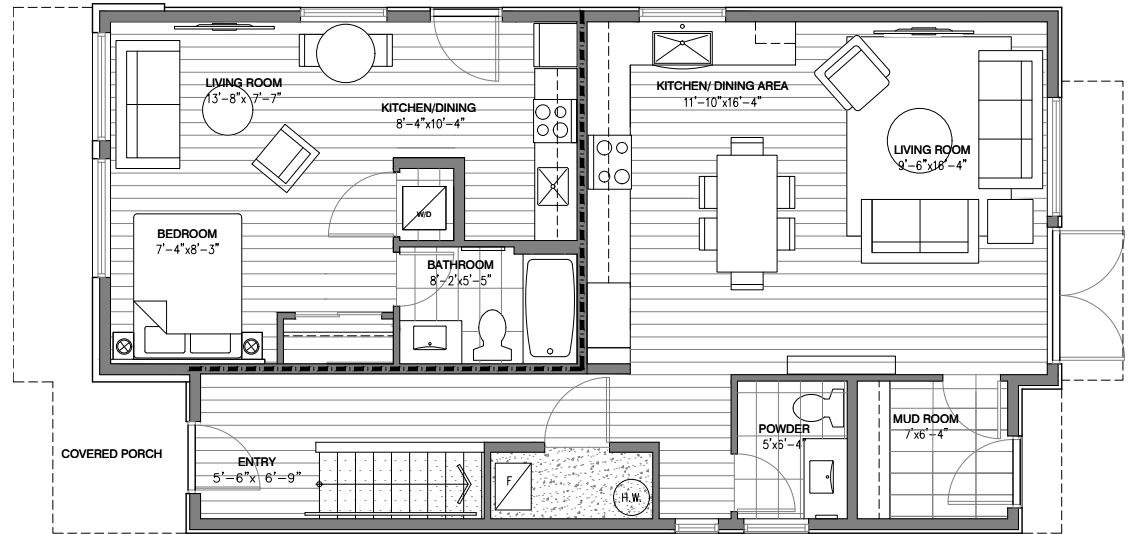 LIVING ROOM
13'-8"x 7'-7"
KITCHEN/DINING
8'-4"x10'-4"
KITCHEN/ DINING AREA
11'-10"x16'-4"
LIVING ROOM
9'-6"x16'-4"
W/D
BEDROOM
7'-4"x8'-3"
BATHROOM
8'-2"x5'-5"
COVERED PORCH
ENTRY
5'-6"x 6'-9"
F
H.W.
POWDER
5'x6'-4"
MUD ROOM
7'x6'-4"